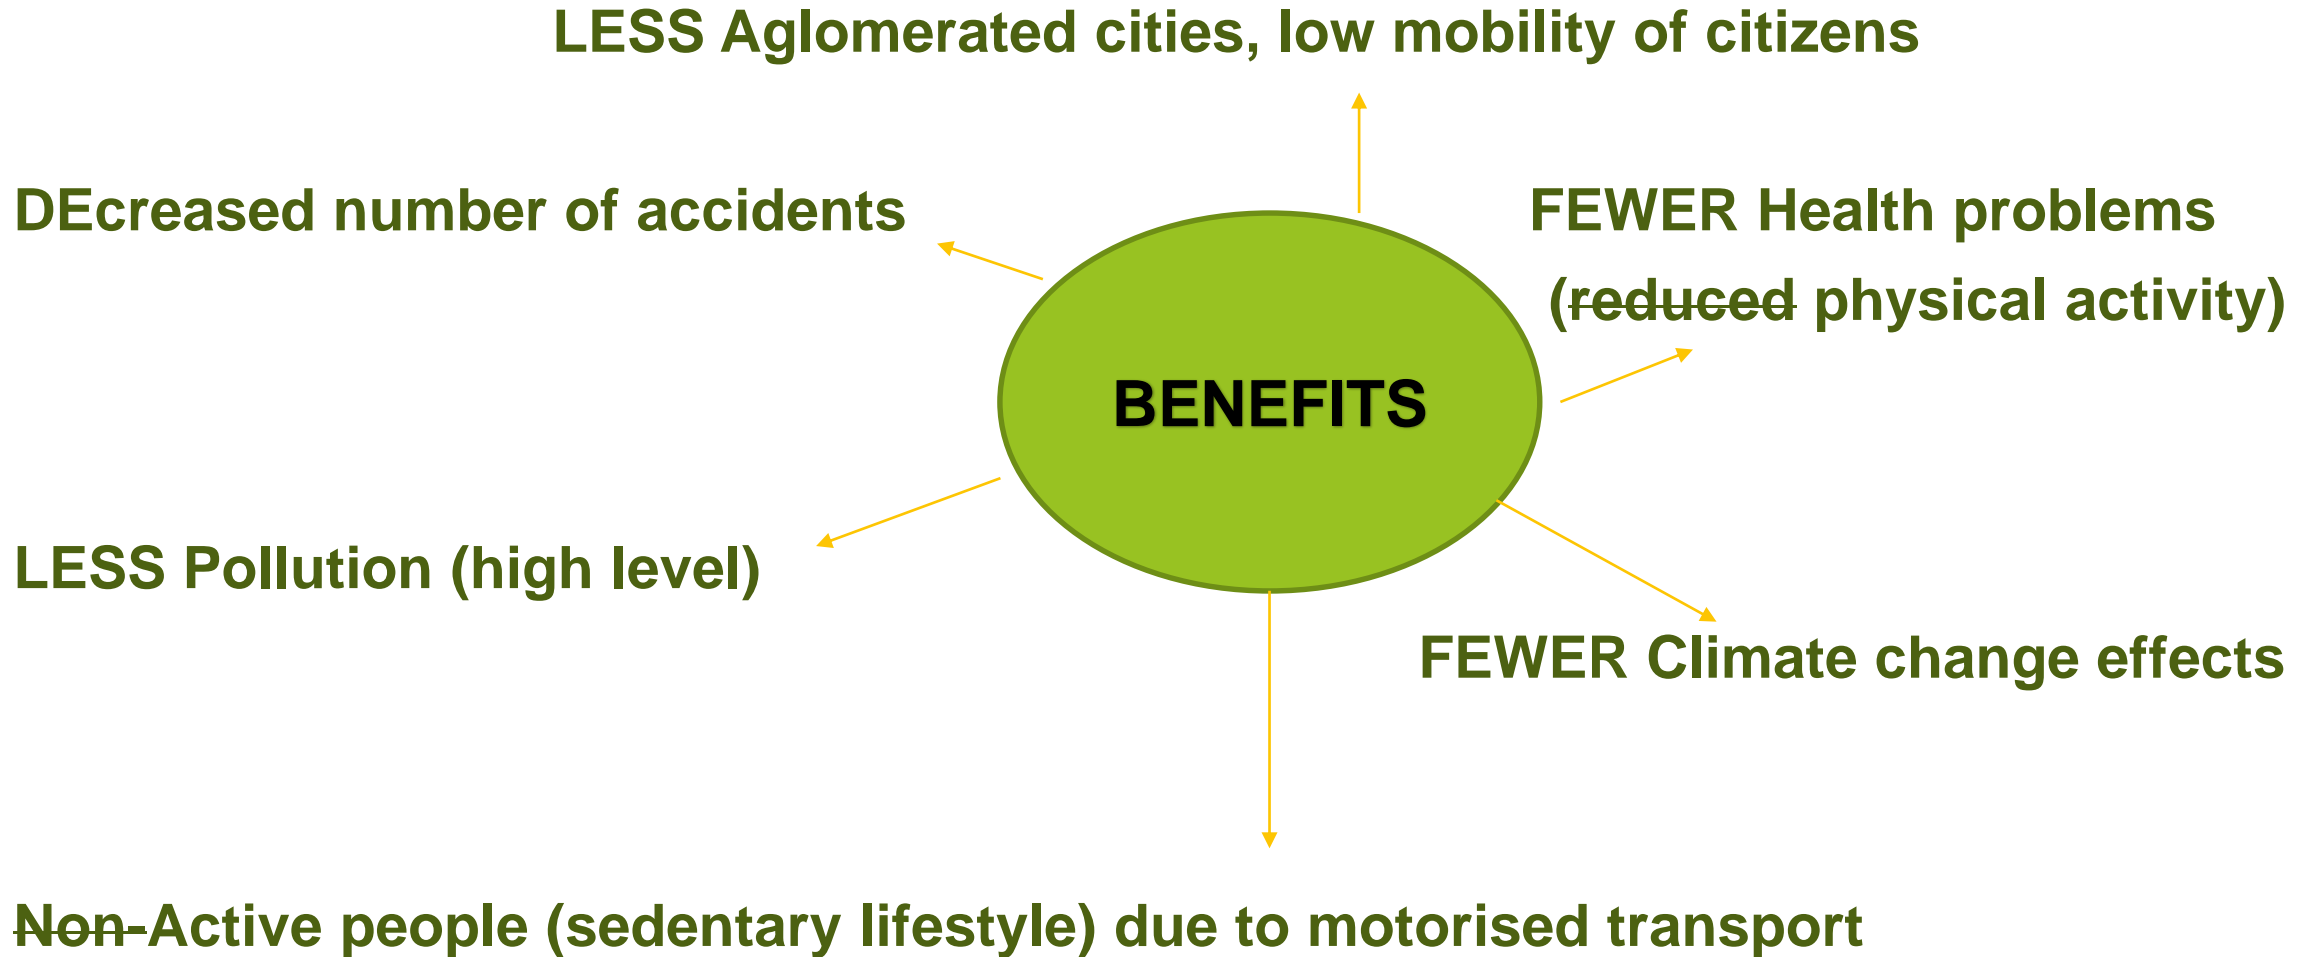 LESS Aglomerated cities, low mobility of citizens
DEcreased number of accidents
FEWER Health problems
(reduced physical activity)
BENEFITS
LESS Pollution (high level)
FEWER Climate change effects
Non-Active people (sedentary lifestyle) due to motorised transport